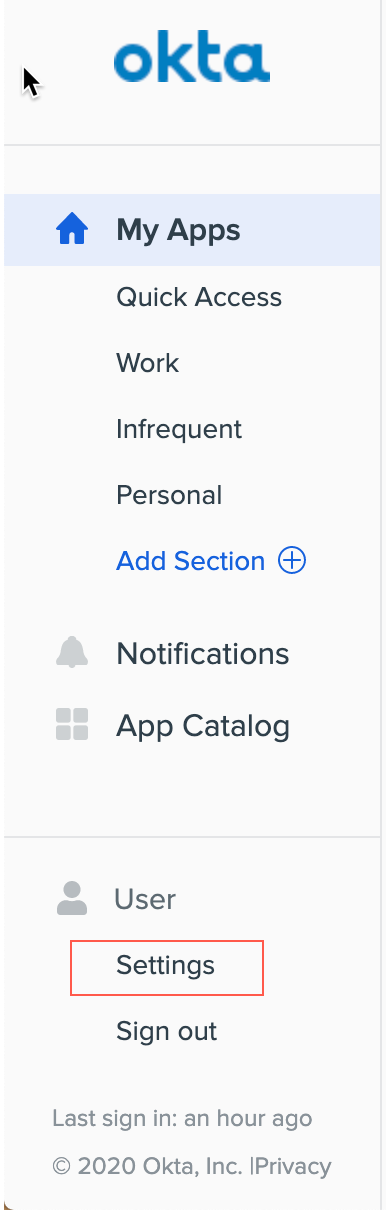 okta
My Apps
Quick Access
Work
Infrequent
Personal
Add Section
Notifications
App Catalog
User
Settings
Sign out
Last sign in: an hour ago
© 2020 Okta, Inc. |Privacy